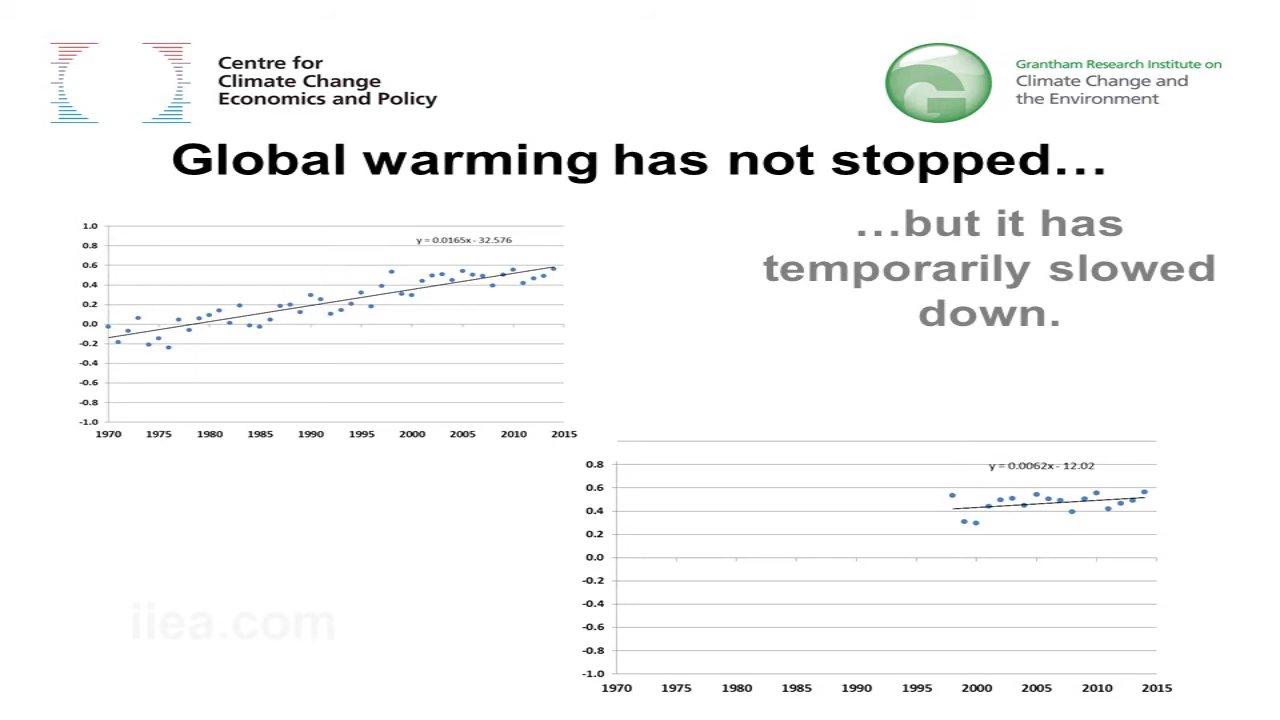 Centre for
Climate Change
Economics and Policy
Grantham Research Institute on
Climate Change and
the Environment
Global warming has not stopped…
…but it has
temporarily slowed
down.
y = 0.0165x - 32.576
1.0
0.8
0.6
0.4
0.2
0.0
-0.2
-0.4
-0.6
-0.8
-1.0
1970 1975 1980 1985 1990 1995 2000 2005 2010 2015
y = 0.0062x - 12.02
0.8
0.6
0.4
0.2
0.0
-0.2
-0.4
-0.6
-0.8
-1.0
1970 1975 1980 1985 1990 1995 2000 2005 2010 2015
iiea.com